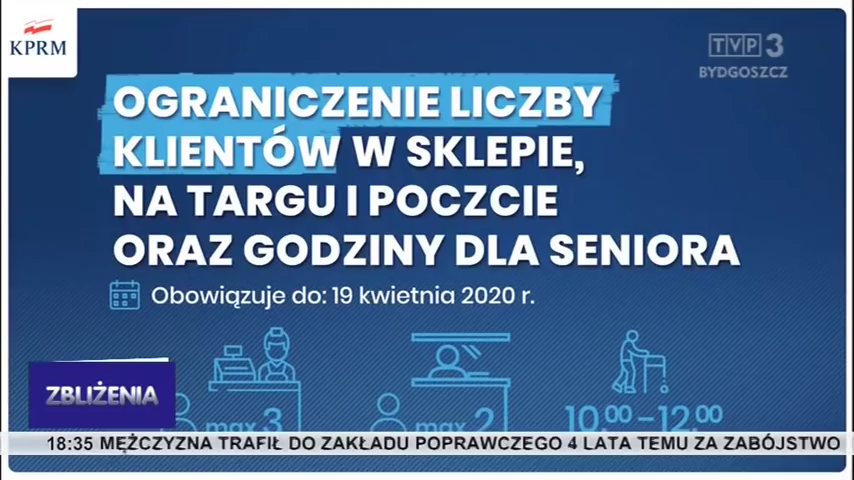 KPRM
TVP3
BYDGOSZCZ
OGRANICZENIE LICZBY
KLIENTÓW W SKLEPIE,
NA TARGU I POCZCIE
ORAZ GODZINY DLA SENIORA
Obowiązuje do: 19 kwietnia 2020 r.
max 3
max 2
10.00 – 12.00
ZBLIŻENIA
18:35 MĘŻCZYZNA TRAFIŁ DO ZAKŁADU POPRAWCZEGO 4 LATA TEMU ZA ZABÓJSTWO